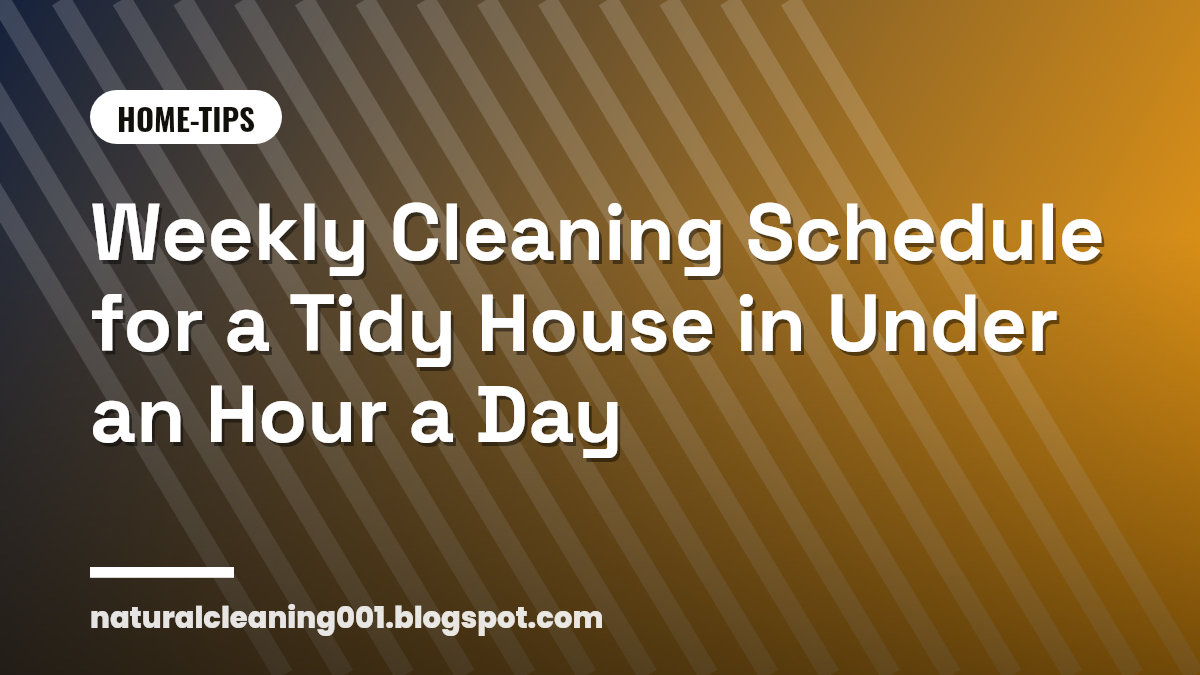 HOME-TIPS
Weekly Cleaning Schedule
for a Tidy House in Under
an Hour a Day
naturalcleaning001.blogspot.com